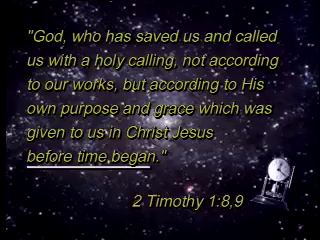 "God, who has saved us and called
us with a holy calling, not according
to our works, but according to His
own purpose and grace which was
given to us in Christ Jesus
before time began."
2 Timothy 1:8,9